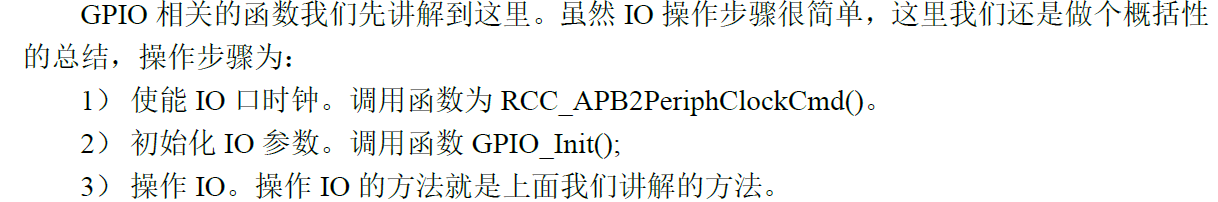 GPIO 相关的函数我们先讲解到这里。虽然 IO 操作步骤很简单，这里我们还是做个概括性
的总结，操作步骤为：
1） 使能 IO 口时钟。调用函数为 RCC_APB2PeriphClockCmd()。
2） 初始化 IO 参数。调用函数 GPIO_Init();
3） 操作 IO。操作 IO 的方法就是上面我们讲解的方法。